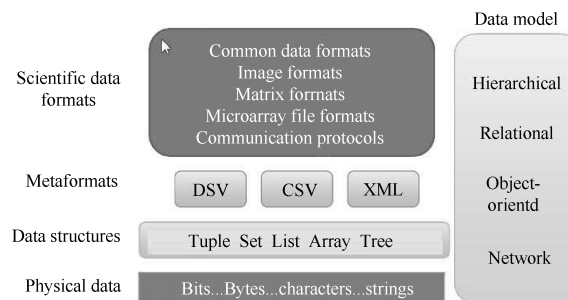 Data model
Scientific data
formats
Common data formats
Image formats
Matrix forrnats
Microarray file formats
Communication protocols
Hierarchical
Relational
Object-
orientd
Network
Metaformats
DSV
CSV
XML
Data structures
Tuple Set List Array Tree
Physical data
Bits...Bytes...characters...strings